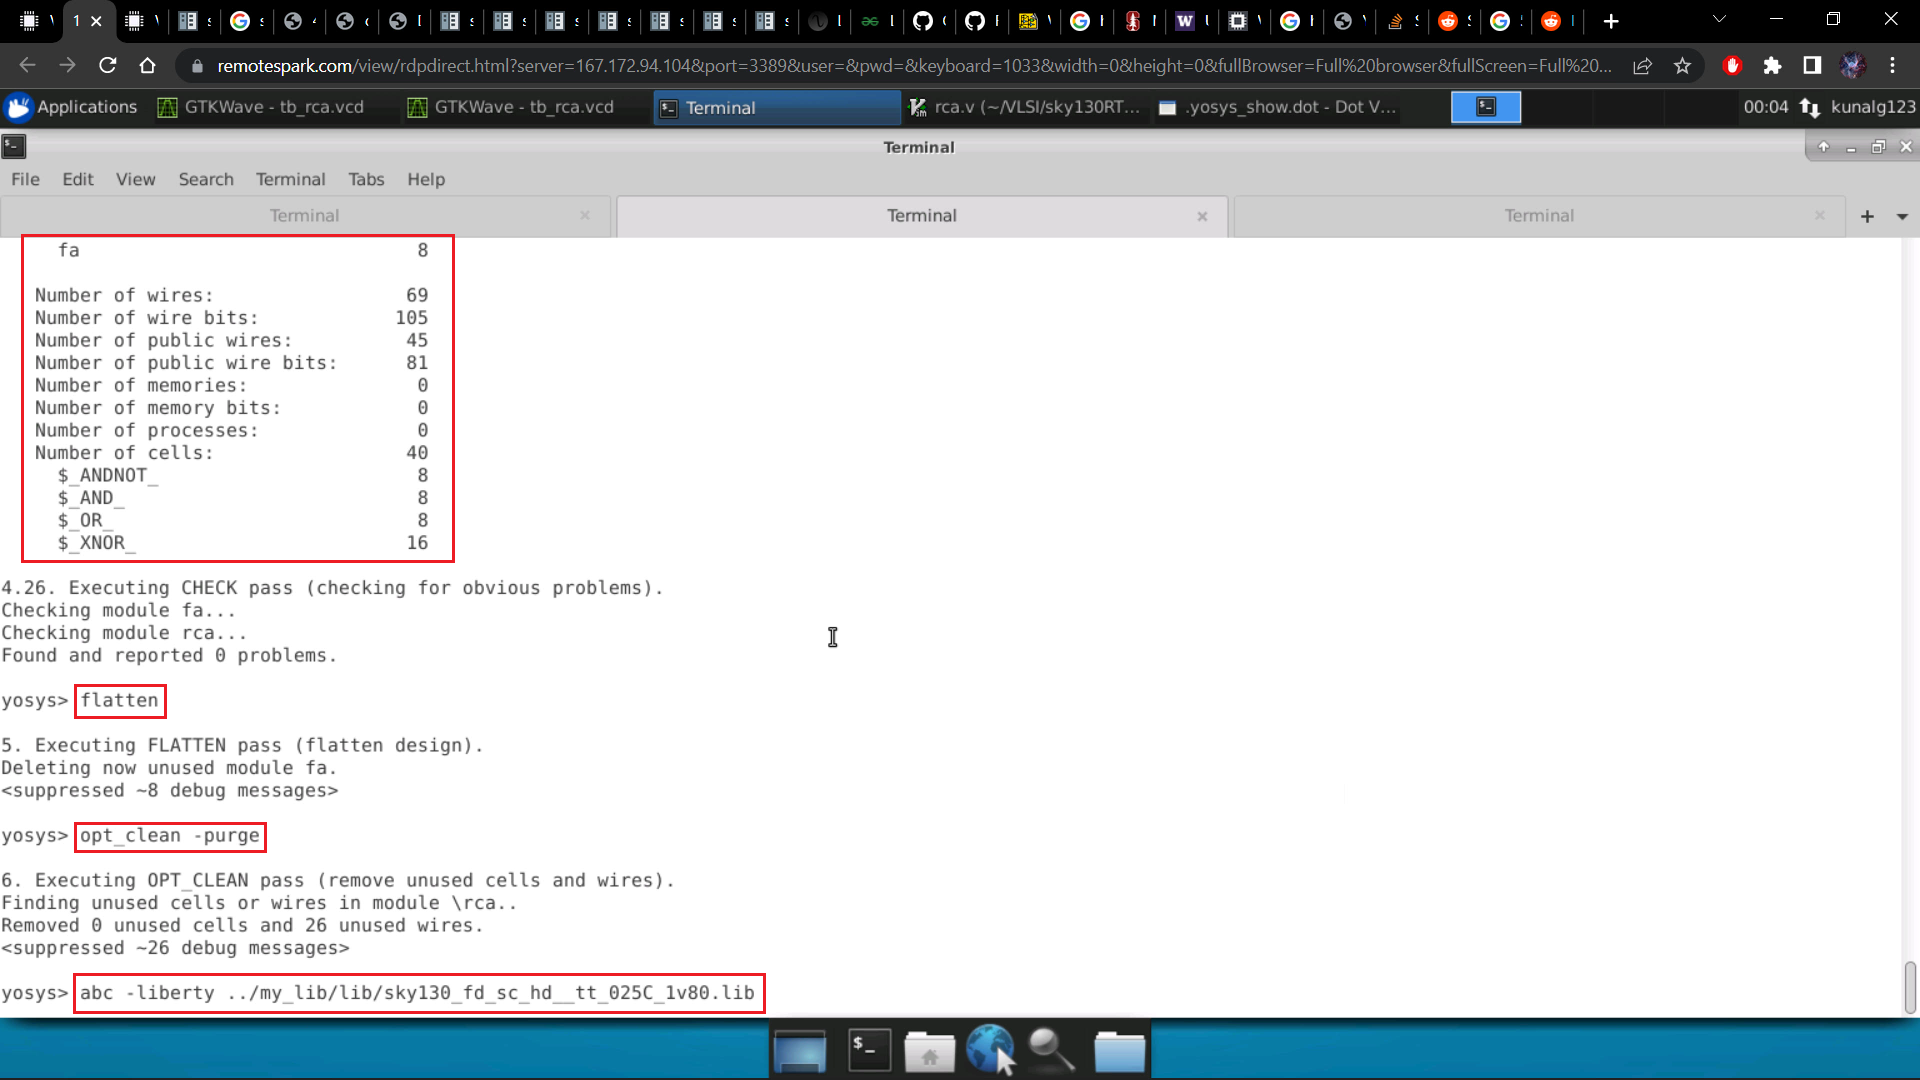 remotespark.com/view/rdpdirect.html?server=167.172.94.104&port=3389&user=&pwd=&keyboard=1033&width=0&height=0&fullBrowser=Full%20browser&fullScreen=Full%20...
Applications GTKWave - tb_rca.vcd GTKWave - tb_rca.vcd Terminal rca.v (~/VLSI/sky130RT... .yosys_show.dot - Dot V... 00:04 kunalg123
Terminal
File Edit View Search Terminal Tabs Help
Terminal Terminal Terminal
fa 8
Number of wires: 69
Number of wire bits: 105
Number of public wires: 45
Number of public wire bits: 81
Number of memories: 0
Number of memory bits: 0
Number of processes: 0
Number of cells: 40
$_ANDNOT_ 8
$_AND_ 8
$_OR_ 8
$_XNOR_ 16
4.26. Executing CHECK pass (checking for obvious problems).
Checking module fa...
Checking module rca...
Found and reported 0 problems.
yosys> flatten
5. Executing FLATTEN pass (flatten design).
Deleting now unused module fa.
<suppressed ~8 debug messages>
yosys> opt_clean -purge
6. Executing OPT_CLEAN pass (remove unused cells and wires).
Finding unused cells or wires in module \rca..
Removed 0 unused cells and 26 unused wires.
<suppressed ~26 debug messages>
yosys> abc -liberty ../my_lib/lib/sky130_fd_sc_hd__tt_025C_1v80.lib